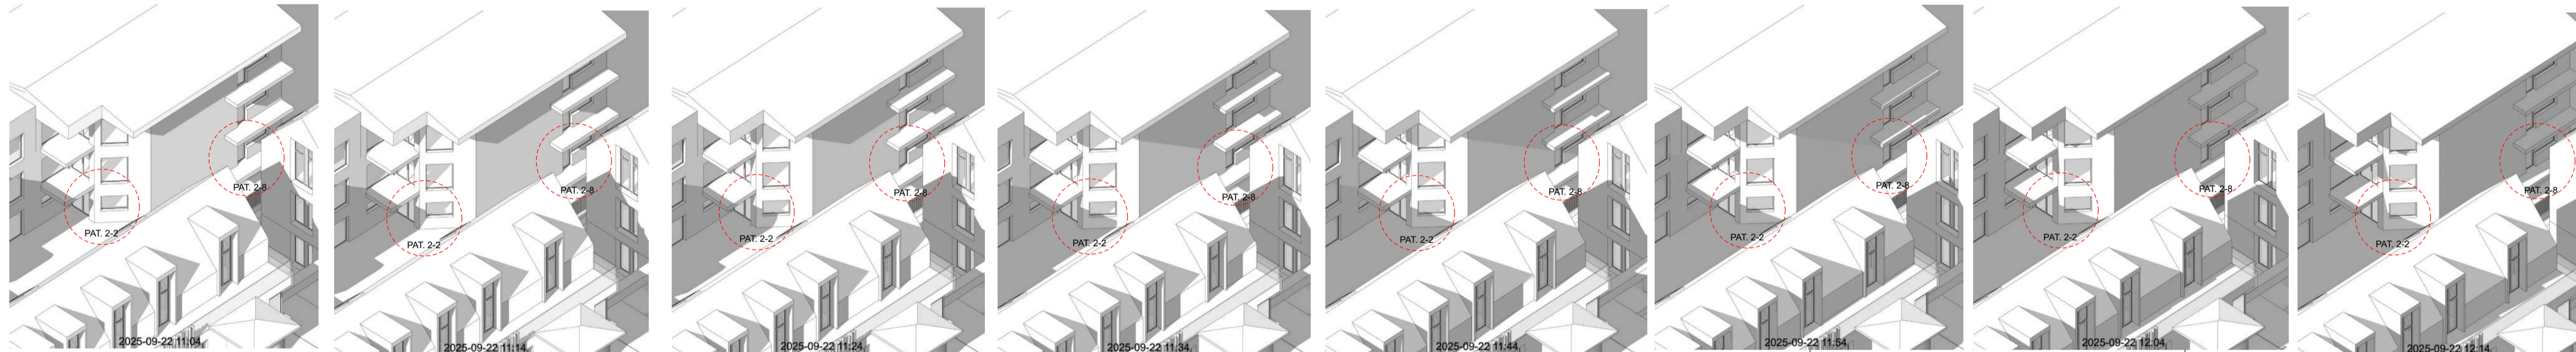 PAT. 2-8
PAT. 2-2
2025-09-22 11:04
PAT. 2-8
PAT. 2-2
2025-09-22 11:14
PAT. 2-8
PAT. 2-2
2025-09-22 11:24
PAT. 2-8
PAT. 2-2
2025-09-22 11:34
PAT. 2-8
PAT. 2-2
2025-09-22 11:44
PAT. 2-8
PAT. 2-2
2025-09-22 11:54
PAT. 2-8
PAT. 2-2
2025-09-22 12:04
PAT. 2-8
PAT. 2-2
2025-09-22 12:14